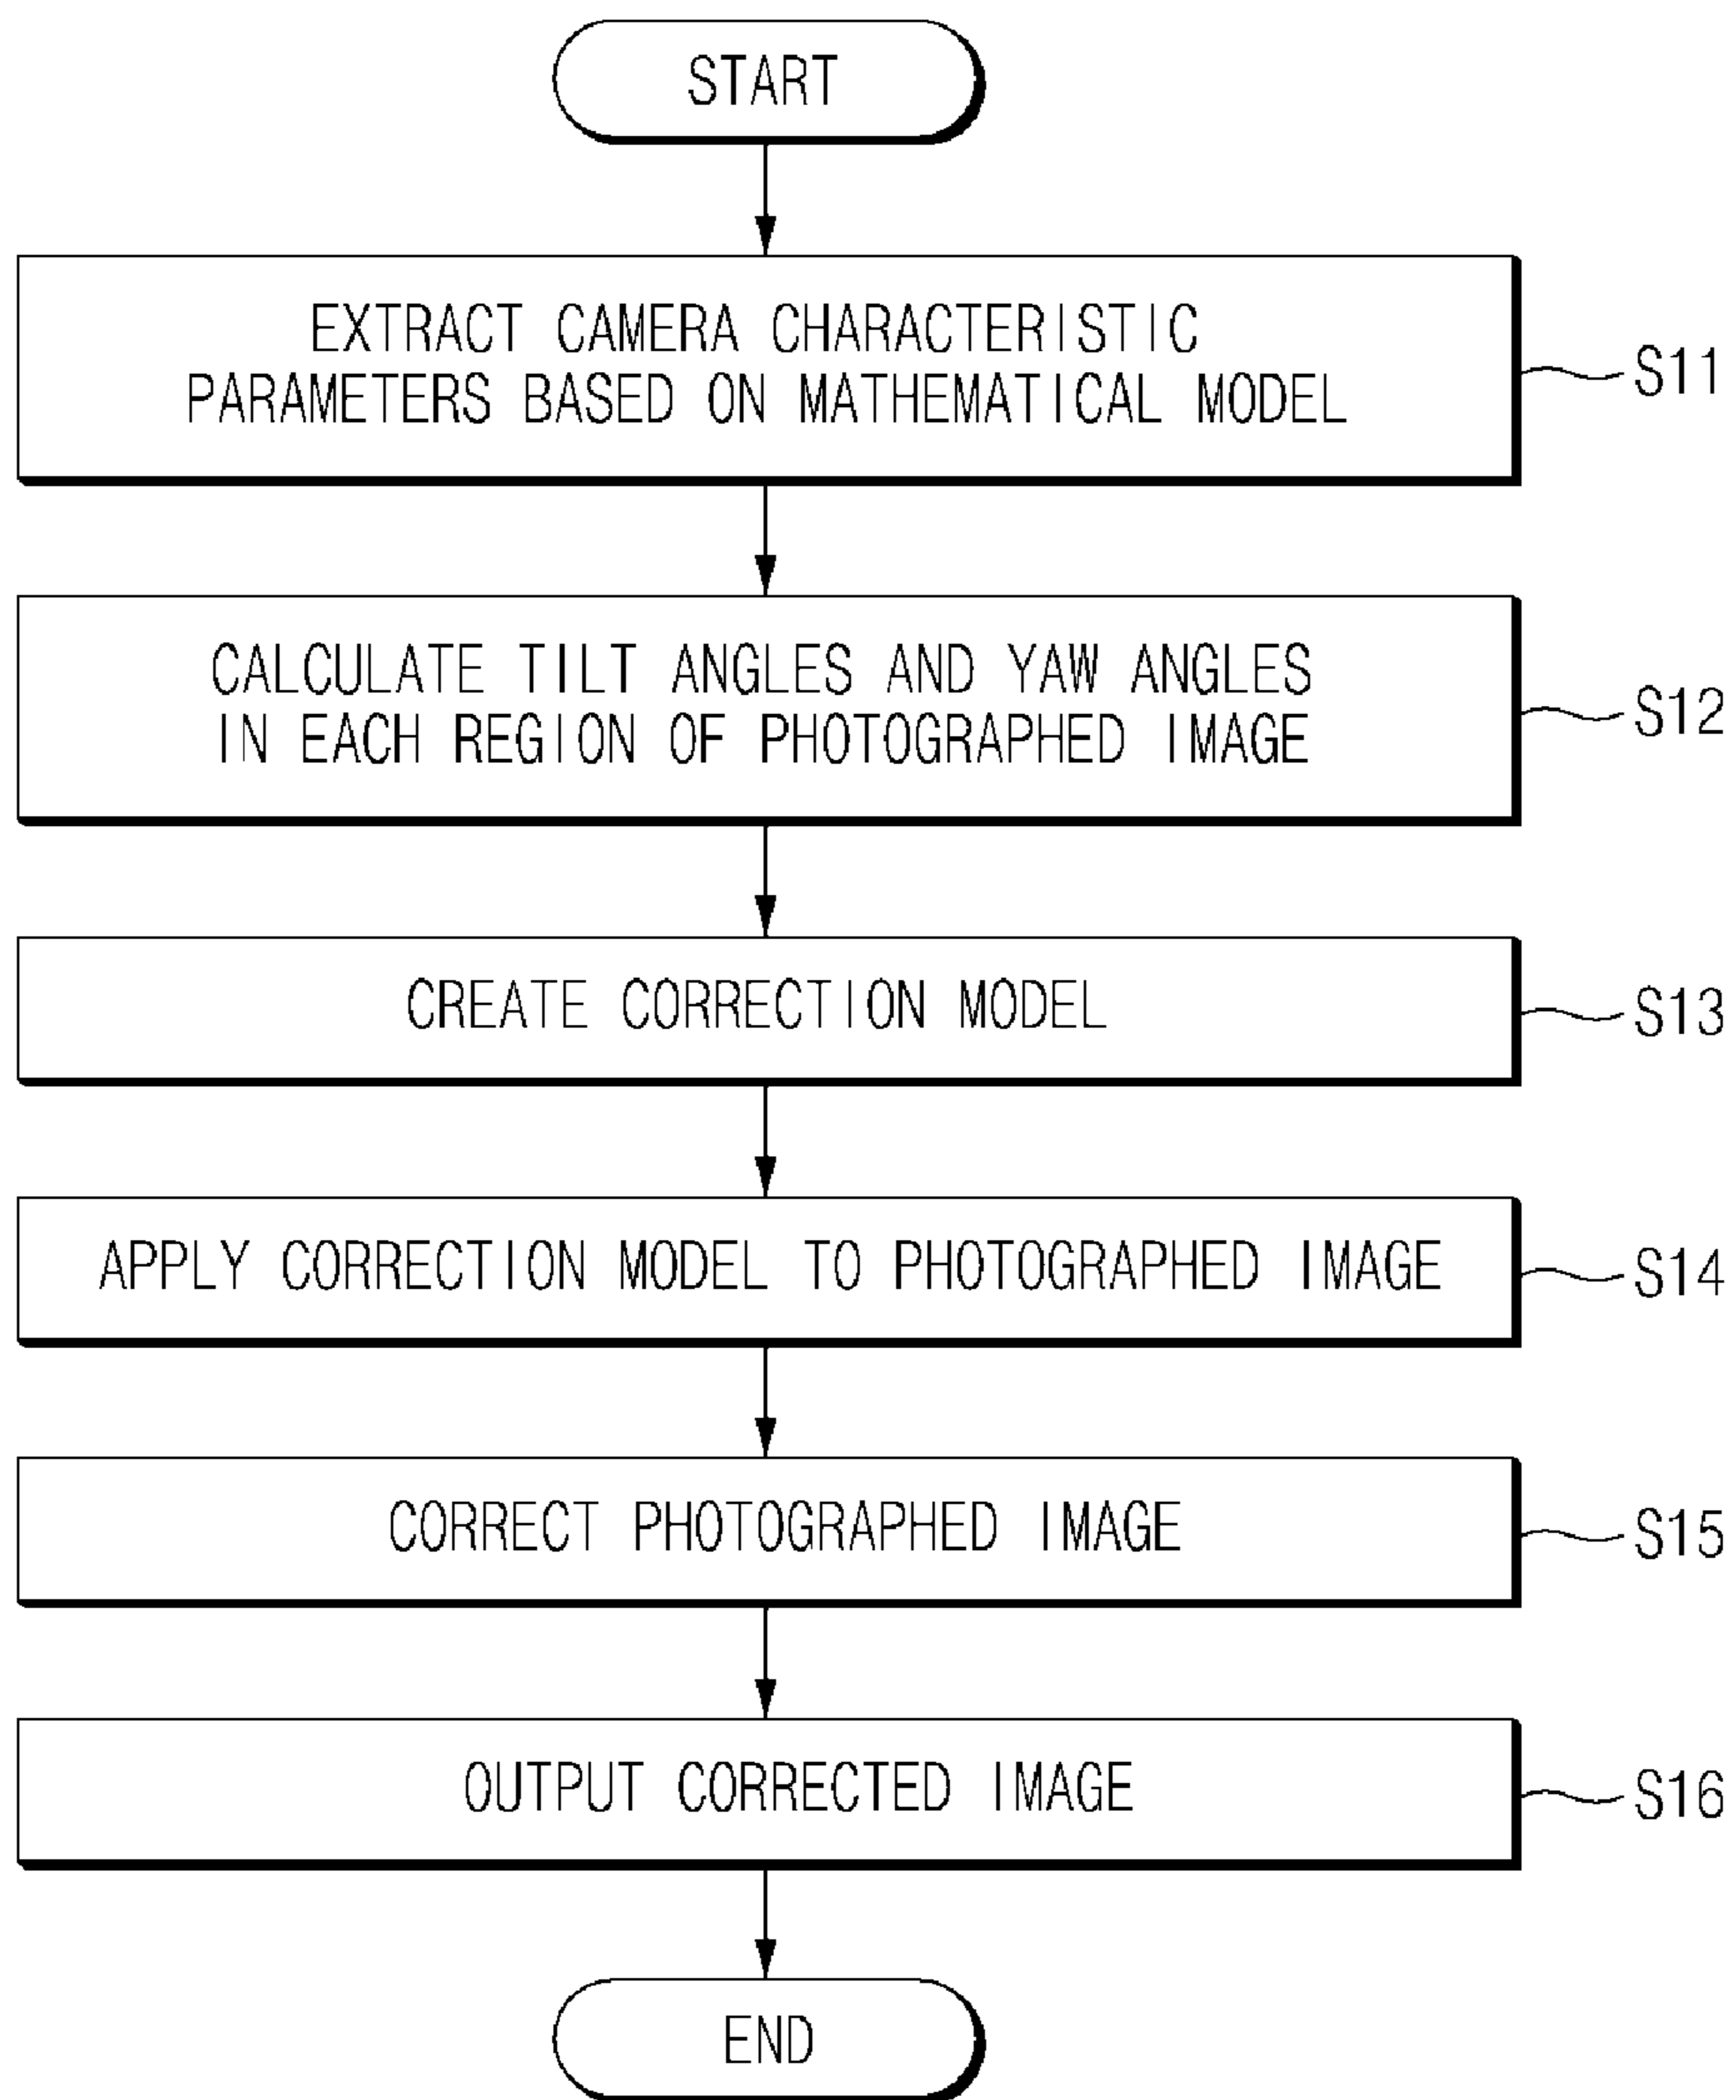 START
EXTRACT CAMERA CHARACTERISTIC
PARAMETERS BASED ON MATHEMATICAL MODEL
S11
CALCULATE TILT ANGLES AND YAW ANGLES
IN EACH REGION OF PHOTOGRAPHED IMAGE
S12
CREATE CORRECTION MODEL
S13
APPLY CORRECTION MODEL TO PHOTOGRAPHED IMAGE
S14
CORRECT PHOTOGRAPHED IMAGE
S15
OUTPUT CORRECTED IMAGE
S16
END